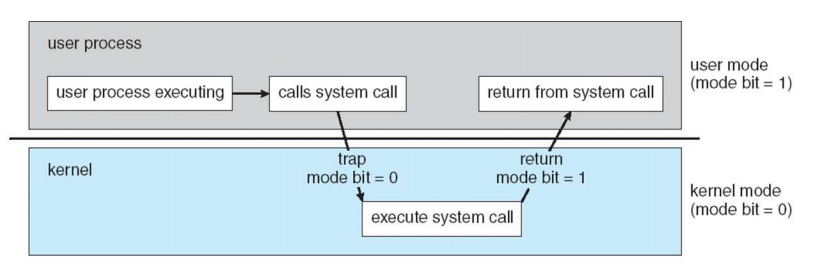 user process
user process executing
calls system call
return from system call
user mode
(mode bit = 1)
kernel
trap
mode bit = 0
return
mode bit = 1
execute system call
kernel mode
(mode bit = 0)